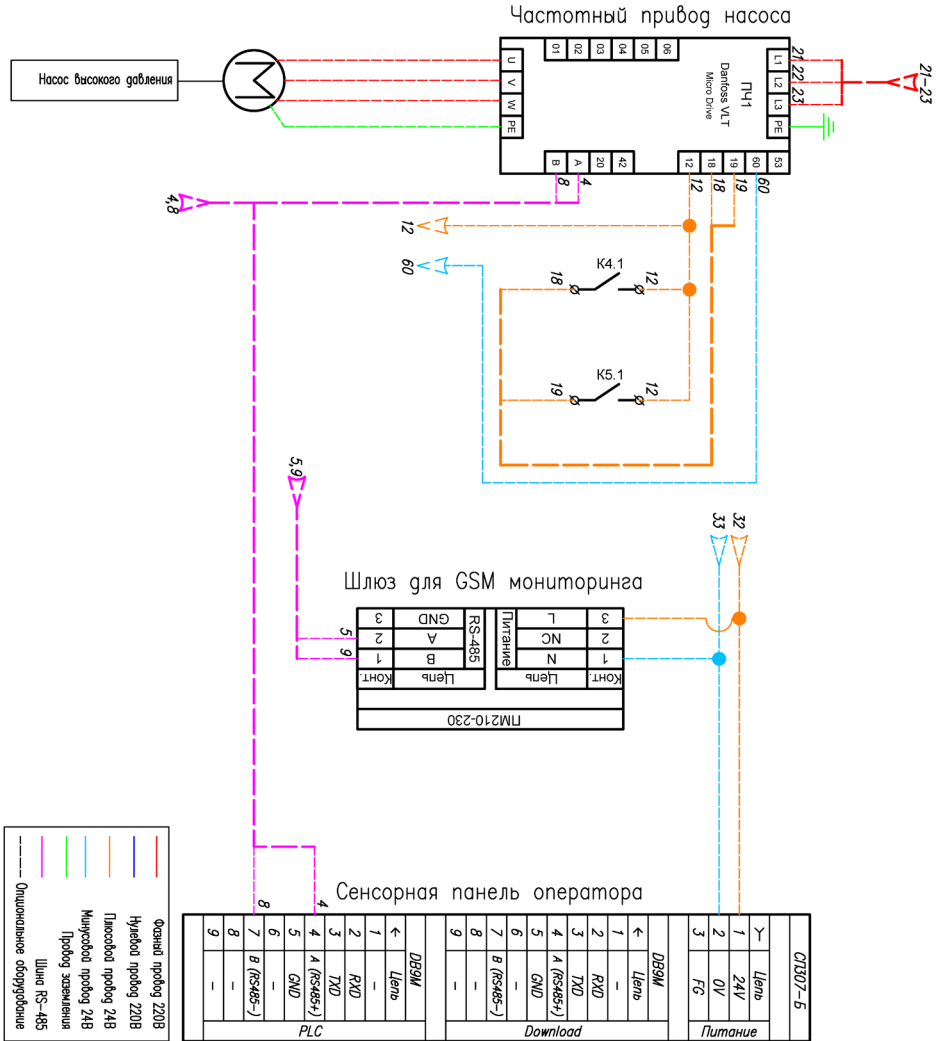 Частотный привод насоса
Насос высокого давления
U
V
W
PE
01
02
03
04
05
06
ПЧ1
Danfoss VLT
Micro Drive
L1
L2
L3
PE
21
22
23
21-23
B
A
20
42
12
18
19
60
53
8
4
12
18
19
60
4,8
12
60
K4.1
18
12
K5.1
19
12
5,9
33
32
Шлюз для GSM мониторинга
3
GND
RS-485
2
A
1
B
Конт.
Цепь
Питание
L
3
NC
2
N
1
Цепь
Конт.
ПМ210-230
5
9
Сенсорная панель оператора
8
4
СП307-Б
Цепь
1
24V
2
0V
3
FG
Питание
DB9M
Цепь
1
-
2
RXD
3
TXD
4
A (RS485+)
5
GND
6
-
7
B (RS485-)
8
-
9
-
Download
DB9M
Цепь
1
-
2
RXD
3
TXD
4
A (RS485+)
5
GND
6
-
7
B (RS485-)
8
-
9
-
PLC
Фазный провод 220В
Нулевой провод 220В
Плюсовой провод 24В
Минусовой провод 24В
Провод заземления
Шина RS-485
Опциональное оборудование